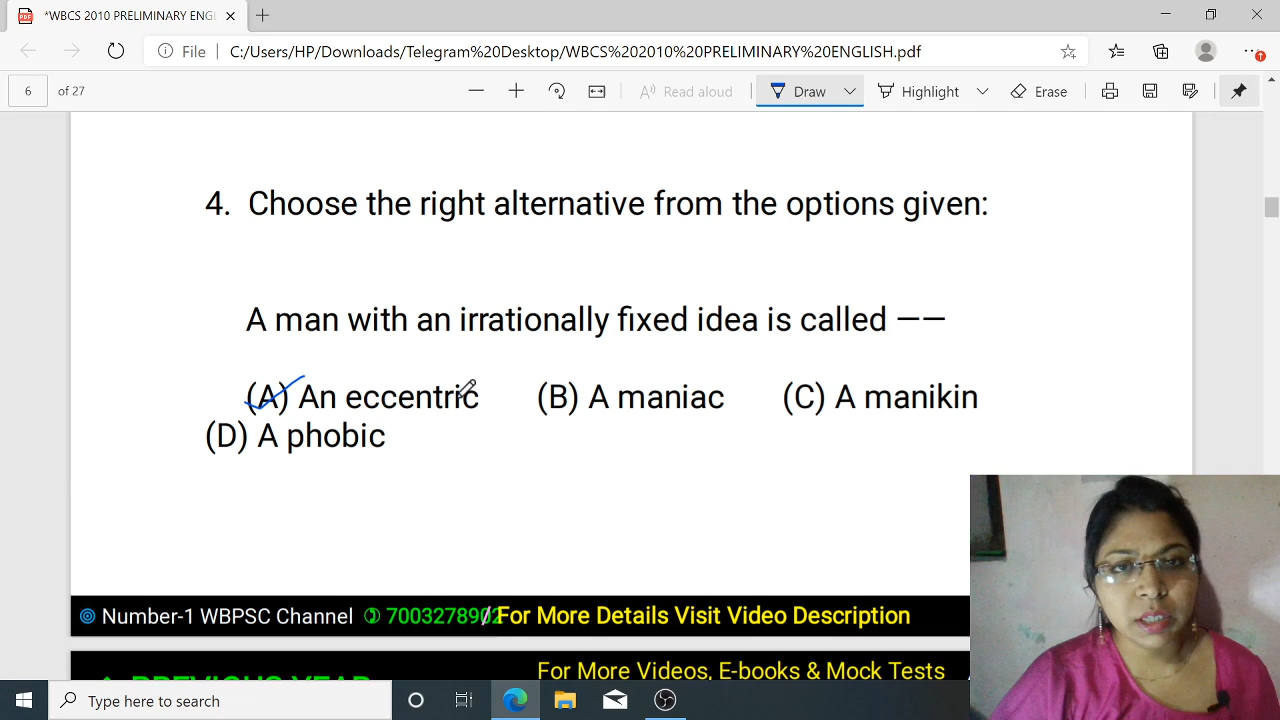 *WBCS 2010 PRELIMINARY ENG
File C:/Users/HP/Downloads/Telegram%20Desktop/WBCS%202010%20PRELIMINARY%20ENGLISH.pdf
6 of 27 Read aloud Draw Highlight Erase
4. Choose the right alternative from the options given:
A man with an irrationally fixed idea is called ——
(A) An eccentric (B) A maniac (C) A manikin
(D) A phobic
Number-1 WBPSC Channel 7003278902 / For More Details Visit Video Description
For More Videos, E-books & Mock Tests
PREVIOUS YEAR
Type here to search